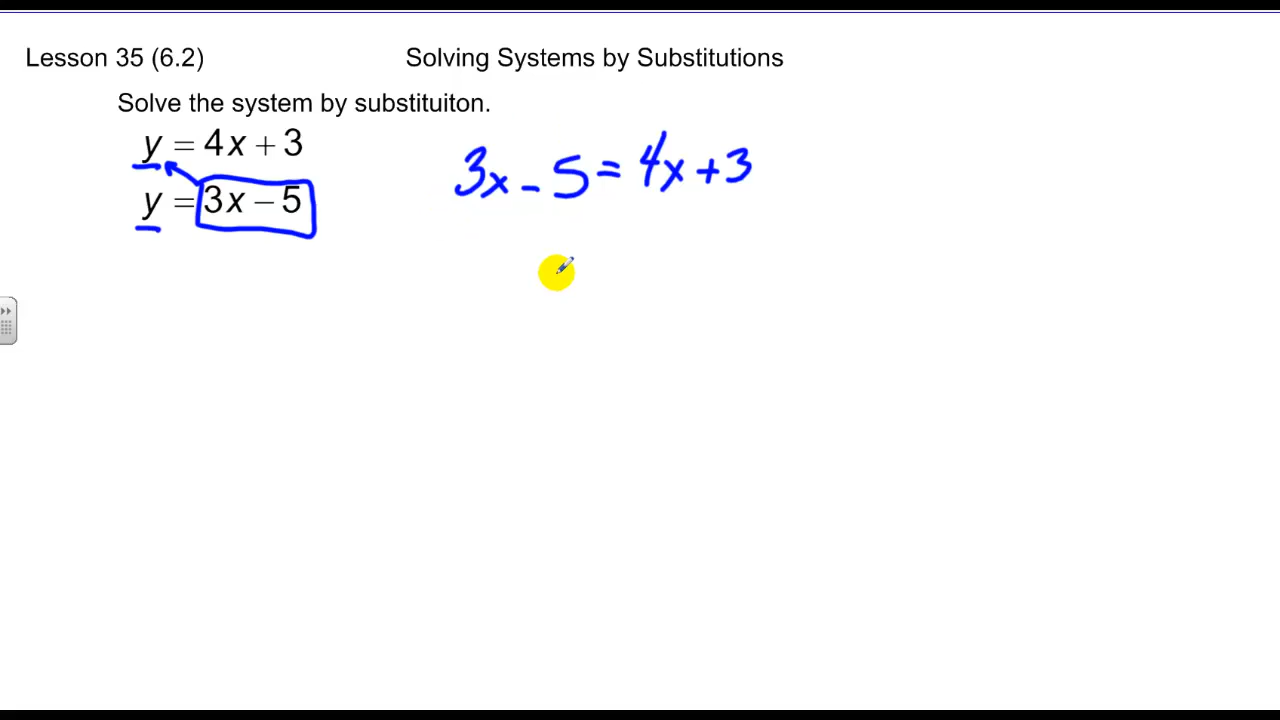 Lesson 35 (6.2) Solving Systems by Substitutions
Solve the system by substituiton.
y = 4x + 3
3x - 5 = 4x + 3
y = 3x - 5